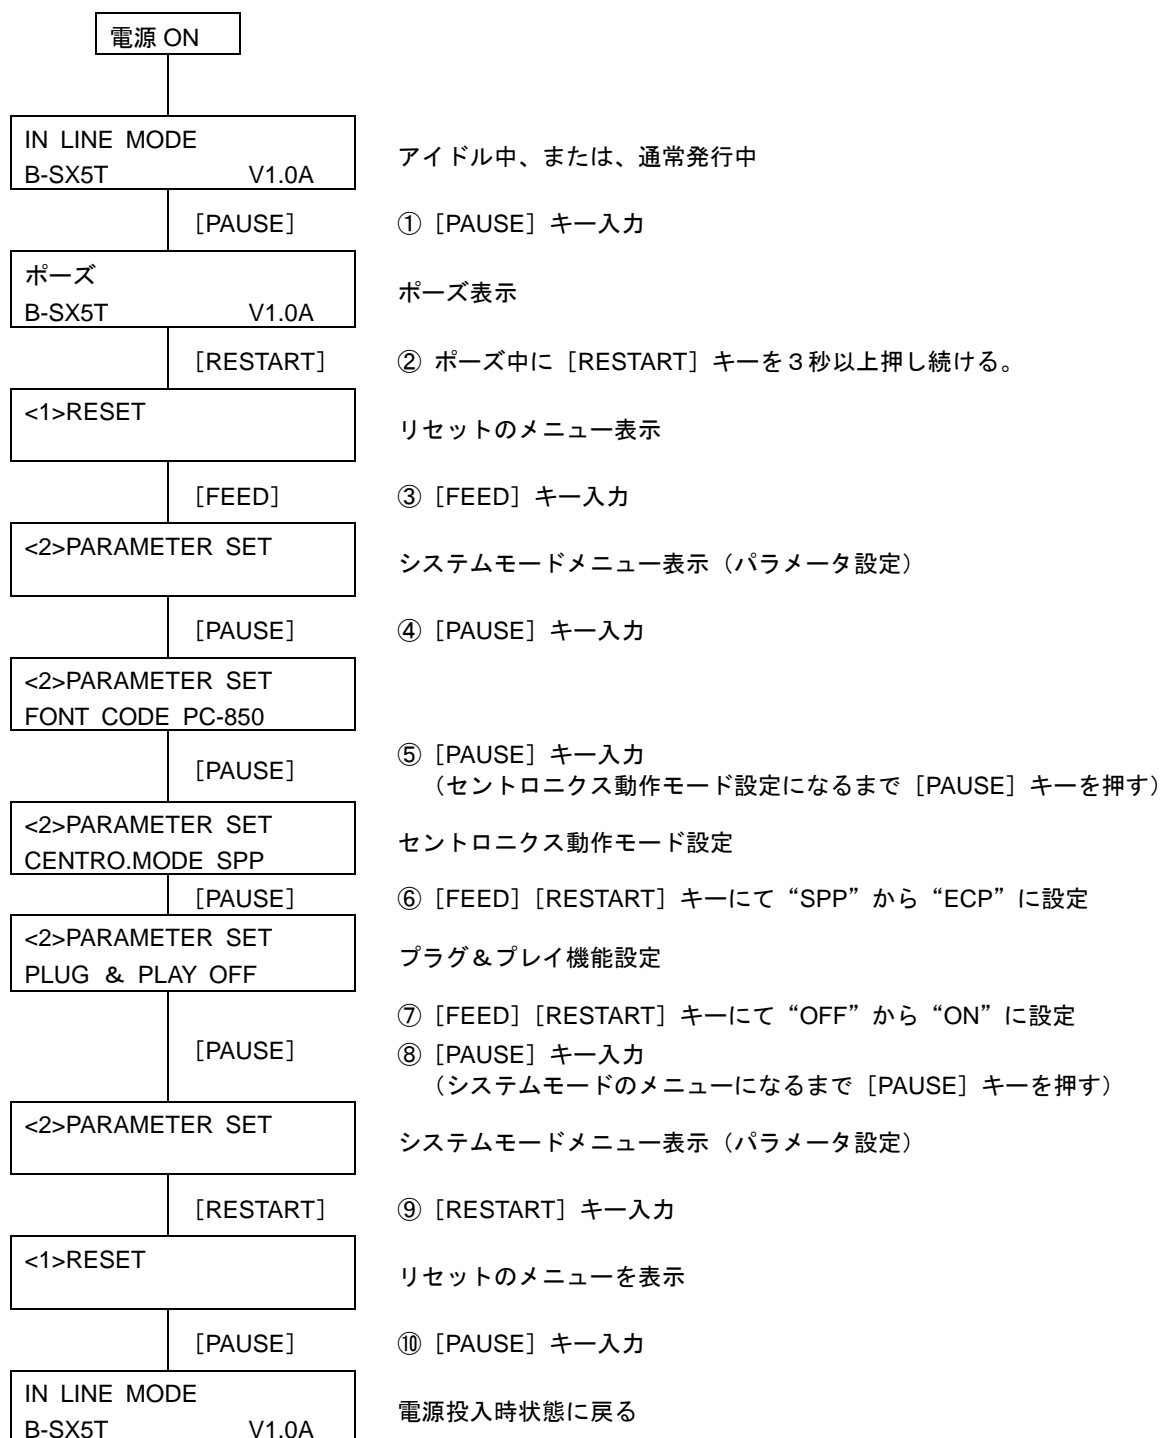 電源 ON
IN LINE MODE
B-SX5T V1.0A
アイドル中、または、通常発行中
［PAUSE］ ①［PAUSE］キー入力
ポーズ
B-SX5T V1.0A
ポーズ表示
［RESTART］ ② ポーズ中に［RESTART］キーを３秒以上押し続ける。
<1>RESET
リセットのメニュー表示
［FEED］ ③［FEED］キー入力
<2>PARAMETER SET
システムモードメニュー表示（パラメータ設定）
［PAUSE］ ④［PAUSE］キー入力
<2>PARAMETER SET
FONT CODE PC-850
［PAUSE］
⑤［PAUSE］キー入力
（セントロニクス動作モード設定になるまで［PAUSE］キーを押す）
<2>PARAMETER SET
CENTRO.MODE SPP
セントロニクス動作モード設定
［PAUSE］ ⑥［FEED］［RESTART］キーにて“SPP”から“ECP”に設定
<2>PARAMETER SET
PLUG & PLAY OFF
プラグ＆プレイ機能設定
［PAUSE］
⑦［FEED］［RESTART］キーにて“OFF”から“ON”に設定
⑧［PAUSE］キー入力
（システムモードのメニューになるまで［PAUSE］キーを押す）
<2>PARAMETER SET
システムモードメニュー表示（パラメータ設定）
［RESTART］ ⑨［RESTART］キー入力
<1>RESET
リセットのメニューを表示
［PAUSE］ ⑩［PAUSE］キー入力
IN LINE MODE
B-SX5T V1.0A
電源投入時状態に戻る